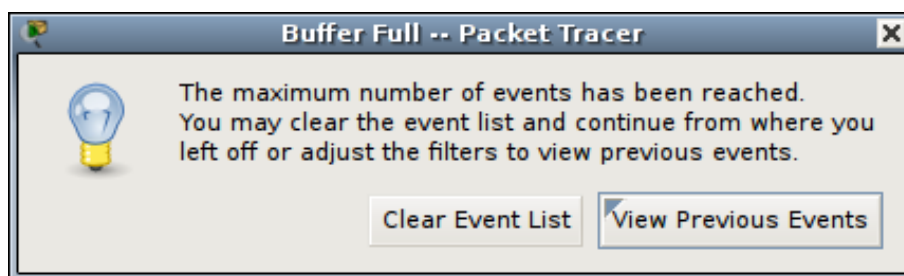 Buffer Full -- Packet Tracer
The maximum number of events has been reached.
You may clear the event list and continue from where you
left off or adjust the filters to view previous events.
Clear Event List
View Previous Events